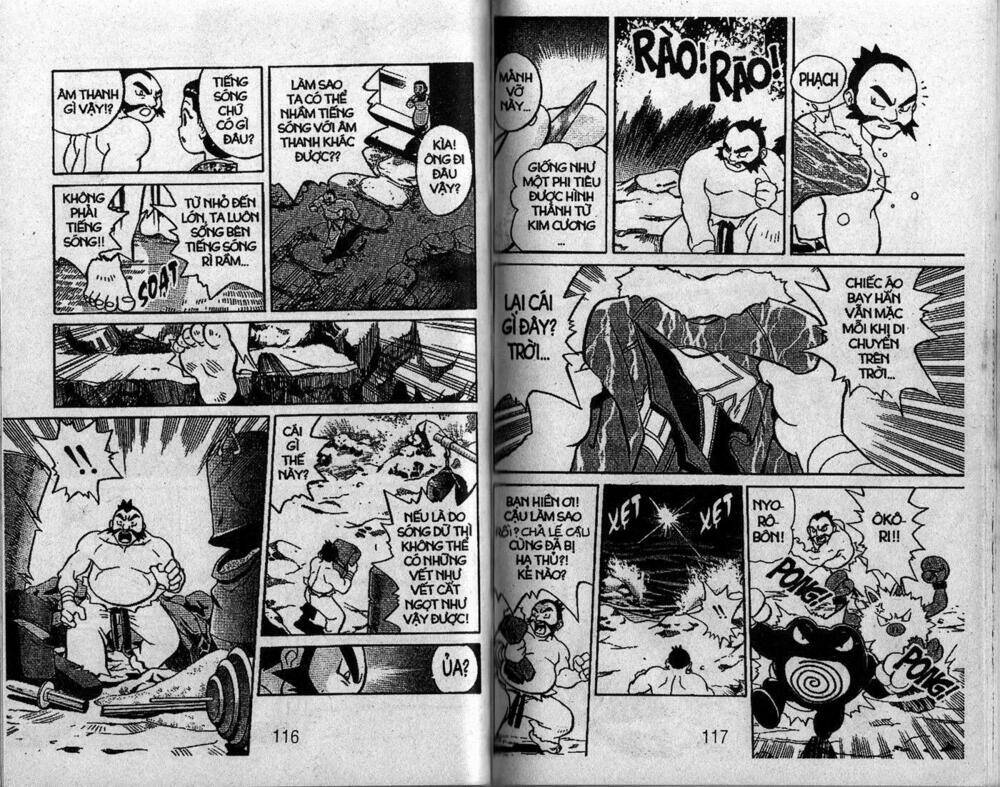 TIẾNG
SÓNG
CHỨ
CÓ GÌ
ĐÂU?
ÂM THANH
GÌ VẬY!?
LÀM SAO
TA CÓ THỂ
NHẦM TIẾNG
SÓNG VỚI ÂM
THANH KHÁC
ĐƯỢC??
KÌA!
ÔNG ĐI
ĐÂU
VẬY?
KHÔNG
PHẢI
TIẾNG
SÓNG!!
TỪ NHỎ ĐẾN
LỚN, TA LUÔN
SỐNG BÊN
TIẾNG SÓNG
RÌ RẦM...
SOẠT
!!
CÁI
GÌ
THẾ
NÀY?
NẾU LÀ DO
SÓNG DỮ THÌ
KHÔNG THỂ
CÓ NHỮNG
VẾT NHƯ
VẾT CẮT
NGỌT NHƯ
VẬY ĐƯỢC!
ỦA?
116
MÀNH
VỠ
NÀY...
GIỐNG NHƯ
MỘT PHI TIÊU
ĐƯỢC HÌNH
THÀNH TỪ
KIM CƯƠNG
...
RÀO!
RÀO!
PHẠCH
LẠI CÁI
GÌ ĐÂY?
TRỜI...
CHIẾC ÁO
BAY HẮN
VẪN MẶC
MỖI KHI DI
CHUYỂN
TRÊN
TRỜI...
BẠN HIỀN ƠI!
CẬU LÀM SAO
RỒI? CHẢ LẼ CẬU
CŨNG ĐÃ BỊ
HẠ THỦ?!
KẺ NÀO?
XẸT
XẸT
NYO-
RÔ-
BÔN!
ÔKÔ-
RI!!
POING!!
POING!
117